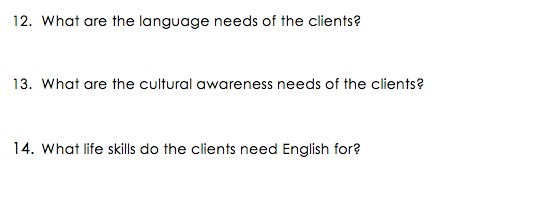 12. What are the language needs of the clients?
13. What are the cultural awareness needs of the clients?
14. What life skills do the clients need English for?